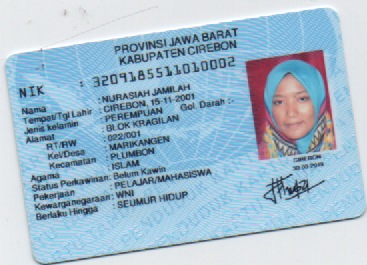 PROVINSI JAWA BARAT
KABUPATEN CIREBON
NIK : 3209185511010002
Nama : NURASIAH JAMILAH
Tempat/Tgl Lahir : CIREBON, 15-11-2001
Jenis kelamin : PEREMPUAN Gol. Darah :-
Alamat : BLOK KRAGILAN
RT/RW : 022/001
Kel/Desa : MARIKANGEN
Kecamatan : PLUMBON
Agama : ISLAM
Status Perkawinan: Belum Kawin
Pekerjaan : PELAJAR/MAHASISWA
Kewarganegaraan: WNI
Berlaku Hingga : SEUMUR HIDUP
CIREBON